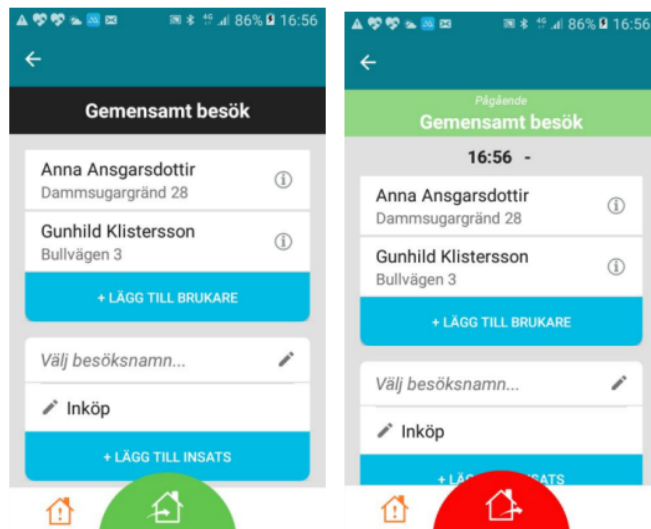 4G 86% 16:56
Gemensamt besök
Anna Ansgarsdottir
Dammsugargränd 28
Gunhild Klistersson
Bullvägen 3
+ LÄGG TILL BRUKARE
Välj besöksnamn...
Inköp
+ LÄGG TILL INSATS
4G 86% 16:56
Pågående
Gemensamt besök
16:56 -
Anna Ansgarsdottir
Dammsugargränd 28
Gunhild Klistersson
Bullvägen 3
+ LÄGG TILL BRUKARE
Välj besöksnamn...
Inköp